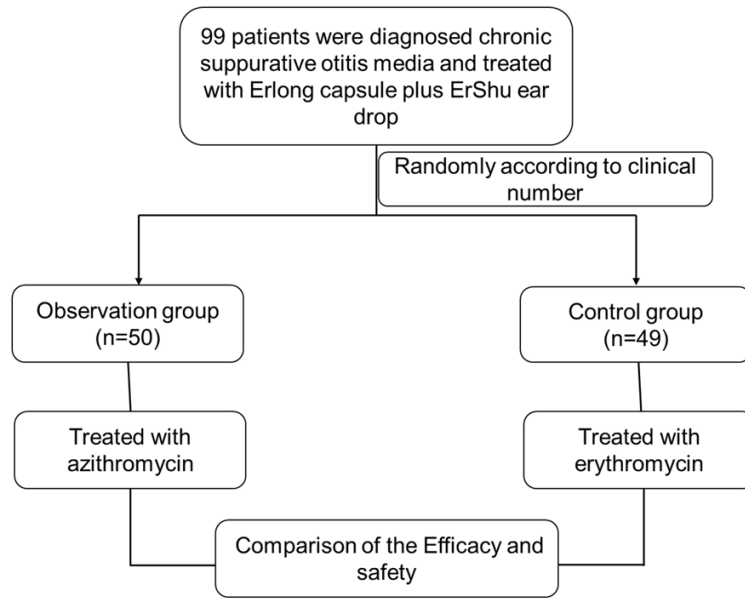 99 patients were diagnosed chronic
suppurative otitis media and treated
with Erlong capsule plus ErShu ear
drop
Randomly according to clinical
number
Observation group
(n=50)
Control group
(n=49)
Treated with
azithromycin
Treated with
erythromycin
Comparison of the Efficacy and
safety